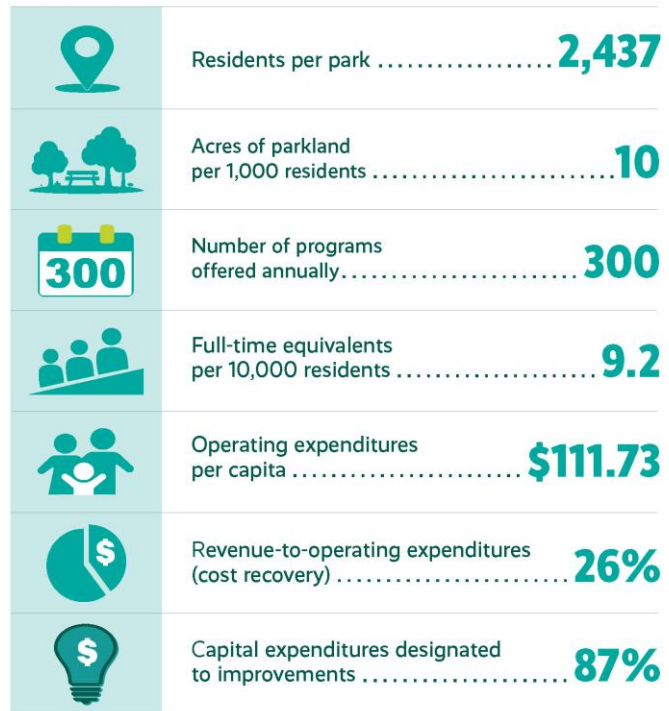 Residents per park .................. 2,437
Acres of parkland
per 1,000 residents .........................10
300
Number of programs
offered annually........................ 300
Full-time equivalents
per 10,000 residents ..................... 9.2
Operating expenditures
per capita ........................ $111.73
$
Revenue-to-operating expenditures
(cost recovery) ........................ 26%
$
Capital expenditures designated
to improvements ..................... 87%